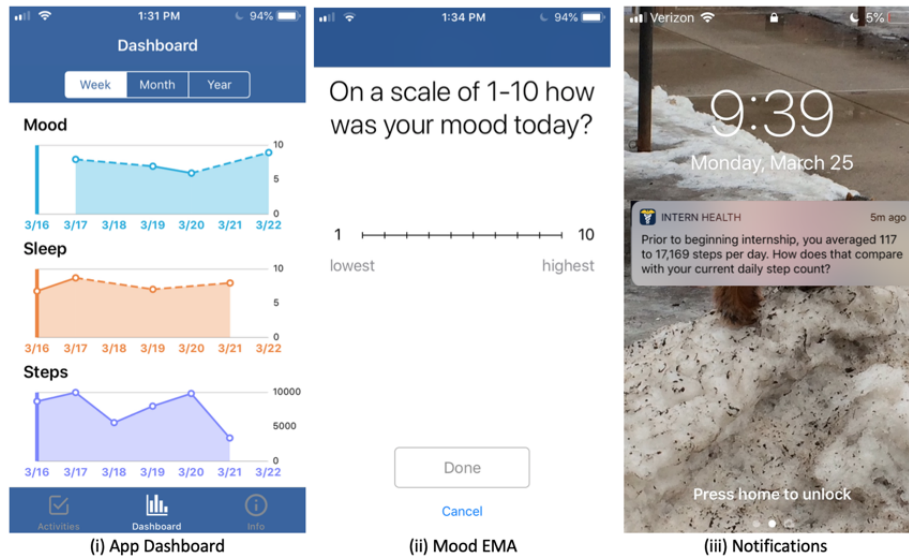 1:31 PM
94%
Dashboard
Week Month Year
Mood
10
5
0
3/16 3/17 3/18 3/19 3/20 3/21 3/22
Sleep
10
5
0
3/16 3/17 3/18 3/19 3/20 3/21 3/22
Steps
10000
5000
0
3/16 3/17 3/18 3/19 3/20 3/21 3/22
Activities Dashboard Info
(i) App Dashboard
1:34 PM
94%
On a scale of 1-10 how
was your mood today?
1 10
lowest highest
Done
Cancel
(ii) Mood EMA
Verizon
5%
9:39
Monday, March 25
INTERN HEALTH 5m ago
Prior to beginning internship, you averaged 117
to 17,169 steps per day. How does that compare
with your current daily step count?
Press home to unlock
(iii) Notifications